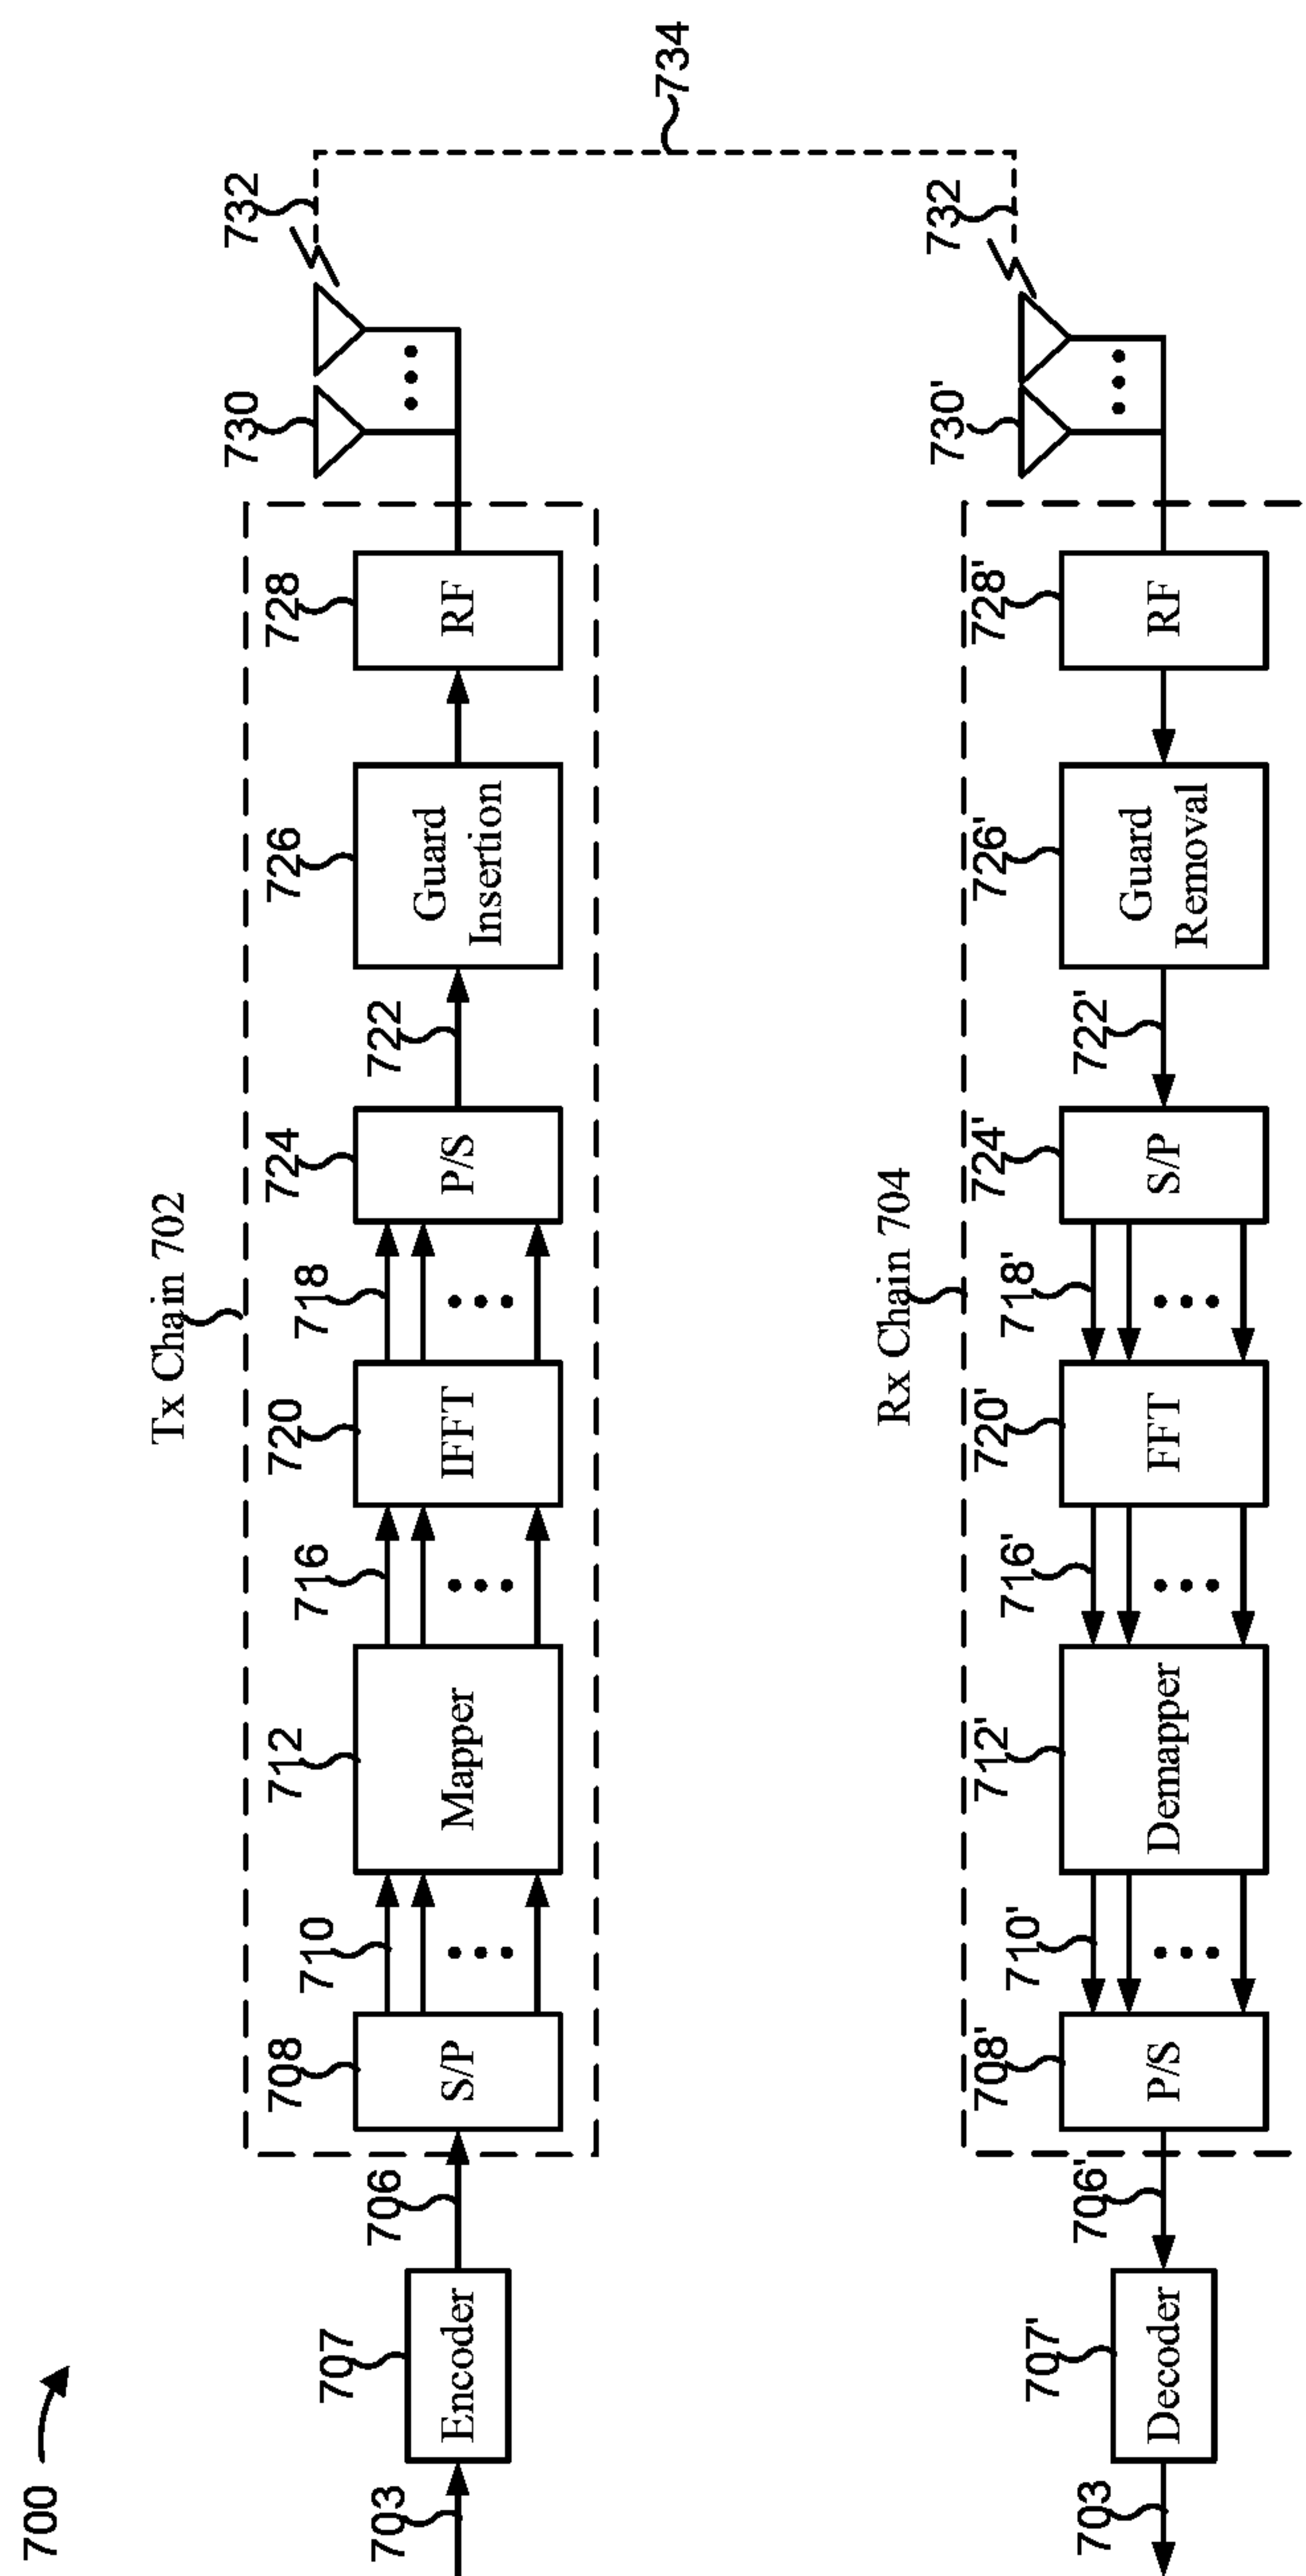 700
Tx Chain 702
703
707
Encoder
706
708
S/P
710
712
Mapper
716
720
IFFT
718
724
P/S
722
726
Guard
Insertion
728
RF
730
732
734
Rx Chain 704
703
707'
Decoder
706'
708'
P/S
710'
712'
Demapper
716'
720'
FFT
718'
724'
S/P
722'
726'
Guard
Removal
728'
RF
730'
732